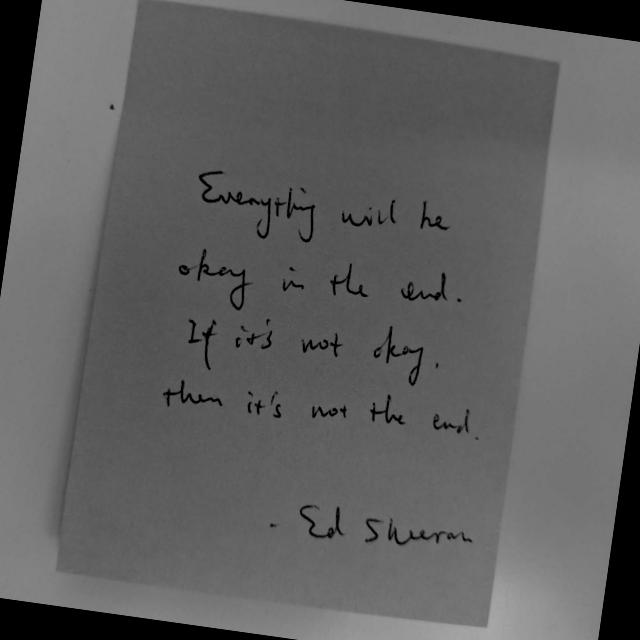 Everything will be
okay in the end.
If it's not okay.
then it's not the end.
- Ed Sheeran